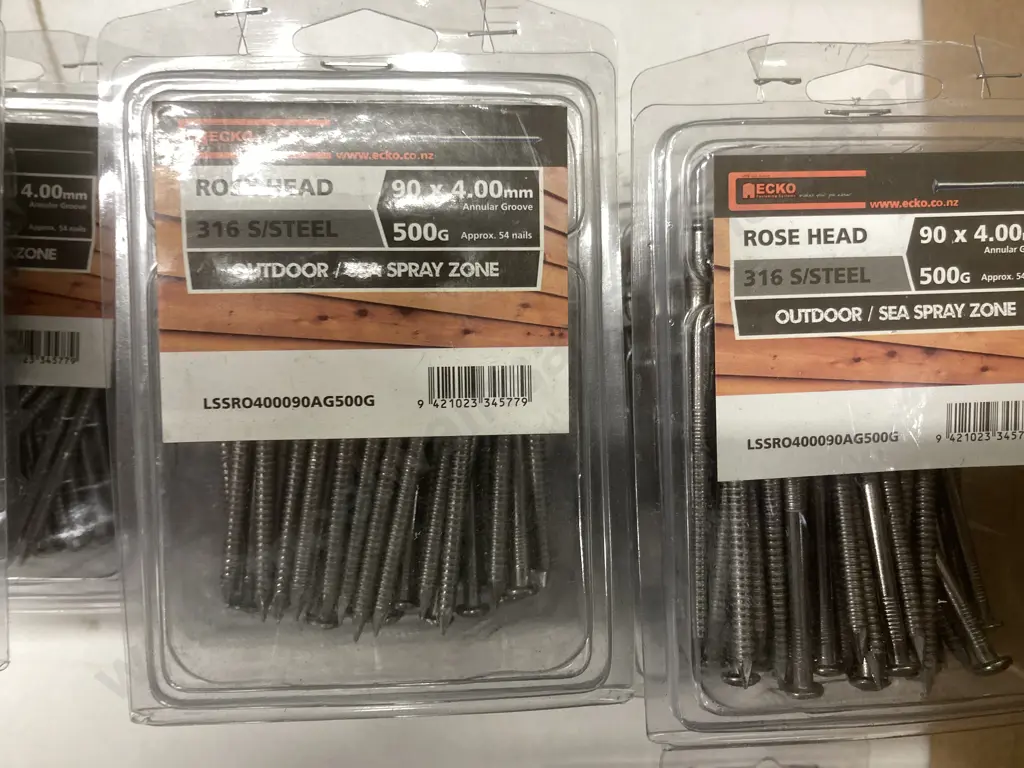 4.00mm
Annular Groove
Approx. 54 nails
ZONE
23 345779
ECKO
www.ecko.co.nz
ROSE HEAD
90 x 4.00mm
Annular Groove
316 S/STEEL
500G Approx. 54 nails
OUTDOOR / SEA SPRAY ZONE
LSSRO400090AG500G
9 421023 345779
ECKO
www.ecko.co.nz
ROSE HEAD
90 x 4.00
Annular G
316 S/STEEL
500G Approx. 54
OUTDOOR / SEA SPRAY ZONE
LSSRO400090AG500G
9 421023 3457